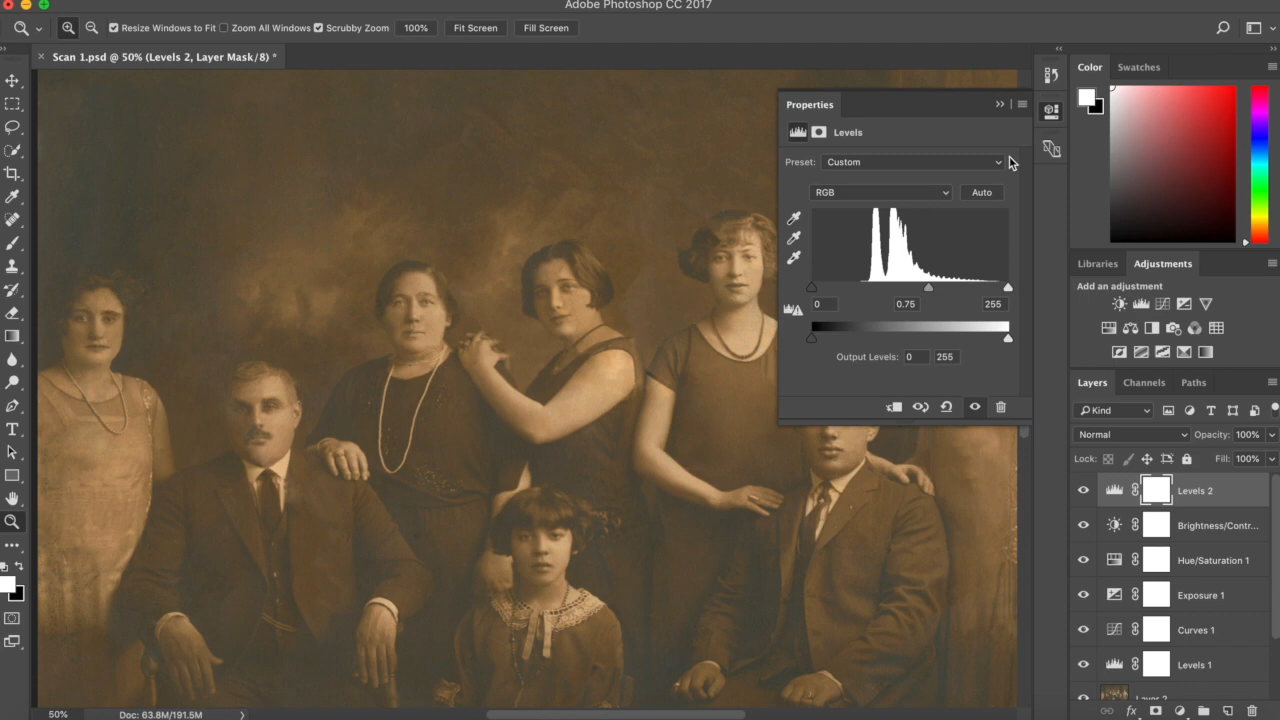 Adobe Photoshop CC 2017
Resize Windows to Fit Zoom All Windows Scrubby Zoom 100% Fit Screen Fill Screen
Scan 1.psd @ 50% (Levels 2, Layer Mask/8) *
Properties
Levels
Preset: Custom
RGB Auto
0 0.75 255
Output Levels: 0 255
Color Swatches
Libraries Adjustments
Add an adjustment
Layers Channels Paths
Kind
Normal Opacity: 100%
Lock: Fill: 100%
Levels 2
Brightness/Contr...
Hue/Saturation 1
Exposure 1
Curves 1
Levels 1
Layer 2
50% Doc: 63.8M/191.5M